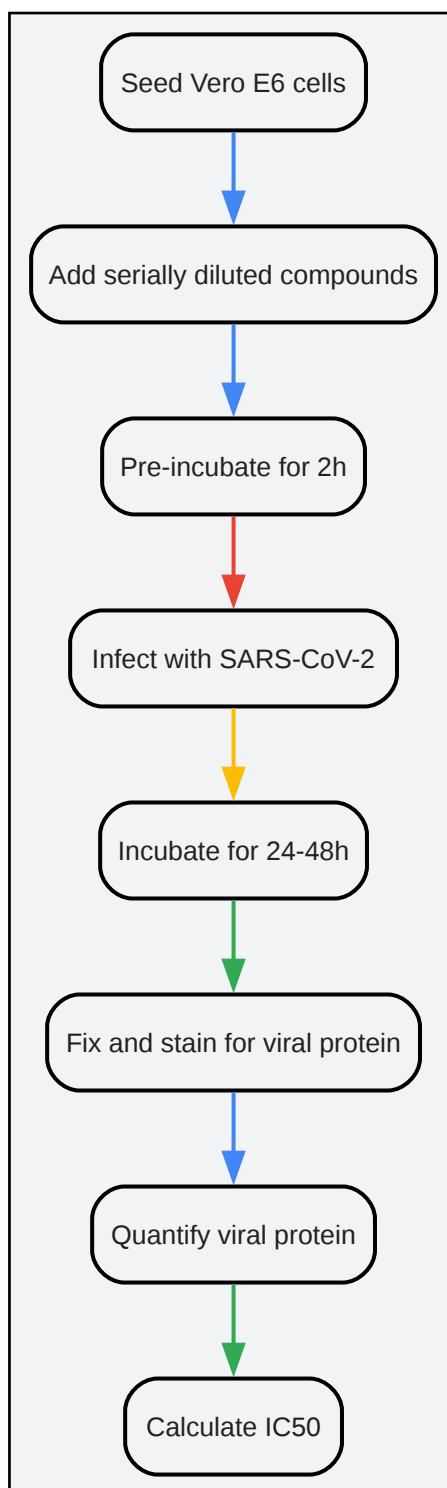 Seed Vero E6 cells
Add serially diluted compounds
Pre-incubate for 2h
Infect with SARS-CoV-2
Incubate for 24-48h
Fix and stain for viral protein
Quantify viral protein
Calculate IC50